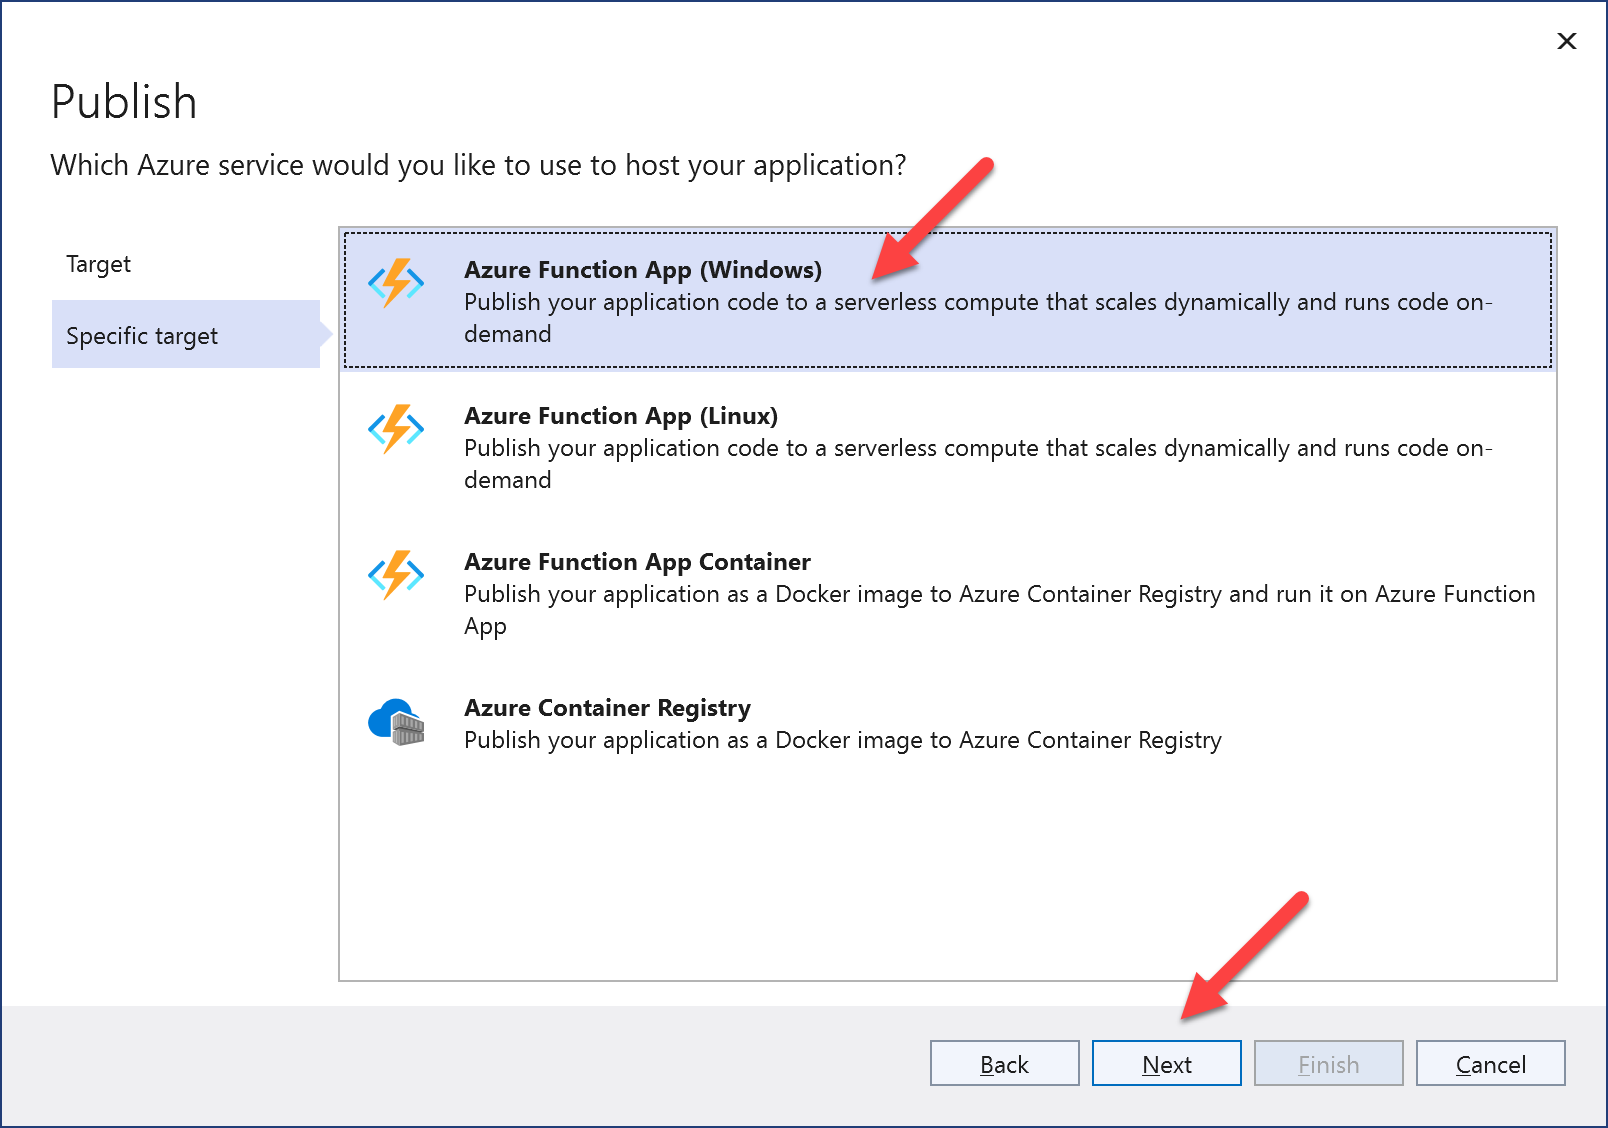 Publish
Which Azure service would you like to use to host your application?
Target
Specific target
Azure Function App (Windows)
Publish your application code to a serverless compute that scales dynamically and runs code on-
demand
Azure Function App (Linux)
Publish your application code to a serverless compute that scales dynamically and runs code on-
demand
Azure Function App Container
Publish your application as a Docker image to Azure Container Registry and run it on Azure Function
App
Azure Container Registry
Publish your application as a Docker image to Azure Container Registry
Back
Next
Finish
Cancel